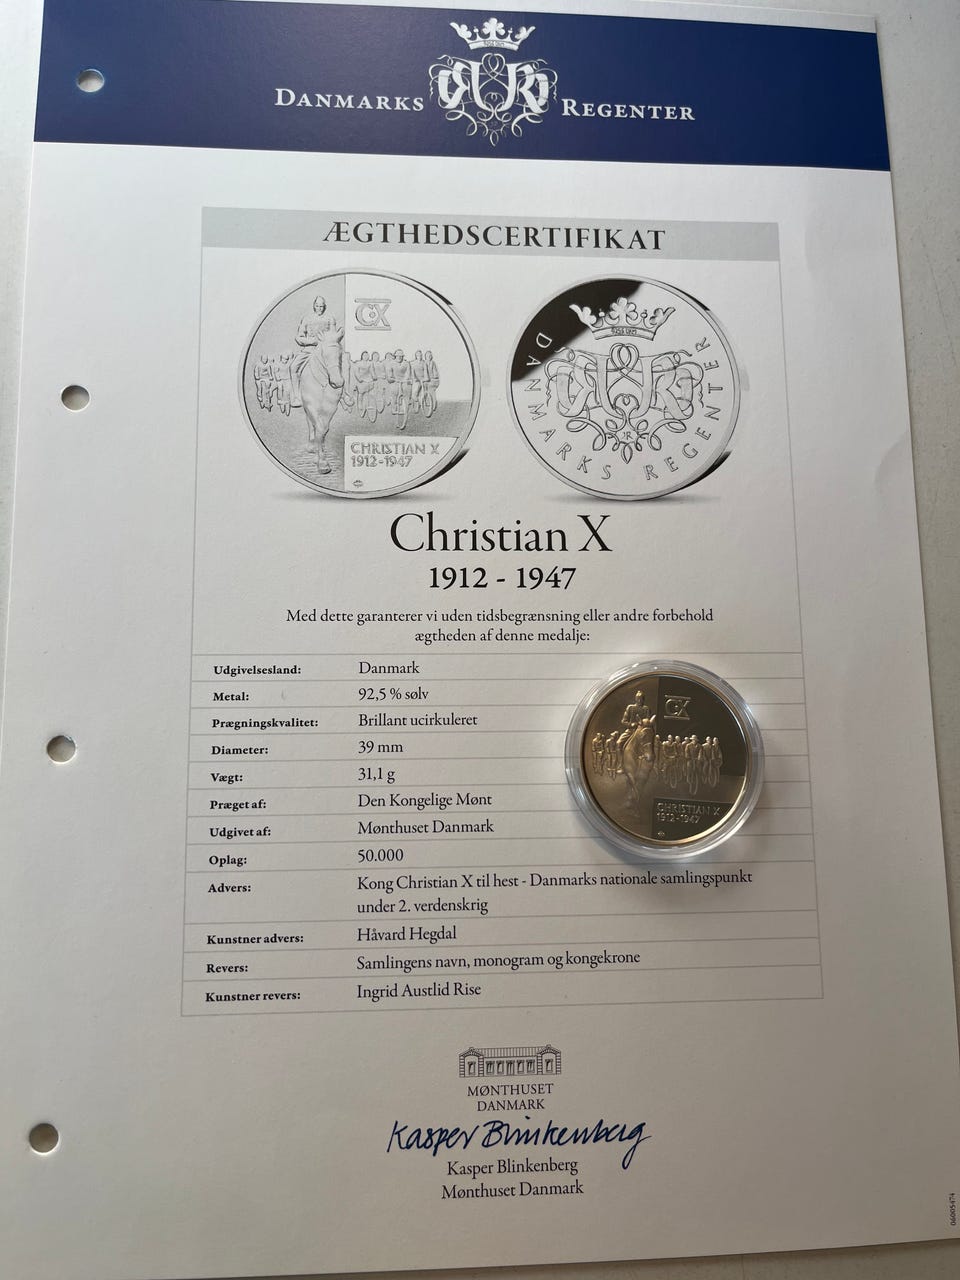 DANMARKS REGENTER
ÆGTHEDSCERTIFIKAT
CX
CHRISTIAN X
1912-1947
DANMARKS REGENTER
Christian X
1912 - 1947
Med dette garanterer vi uden tidsbegrænsning eller andre forbehold
ægtheden af denne medalje:
Udgivelsesland: Danmark
Metal: 92,5 % sølv
Prægningskvalitet: Brillant ucirkuleret
Diameter: 39 mm
Vægt: 31,1 g
Præget af: Den Kongelige Mønt
Udgivet af: Mønthuset Danmark
Oplag: 50.000
Advers: Kong Christian X til hest - Danmarks nationale samlingspunkt
under 2. verdenskrig
Kunstner advers: Håvard Hegdal
Revers: Samlingens navn, monogram og kongekrone
Kunstner revers: Ingrid Austlid Rise
CX
CHRISTIAN X
1912-1947
MØNTHUSET
DANMARK
Kasper Blinkenberg
Kasper Blinkenberg
Mønthuset Danmark
06005474